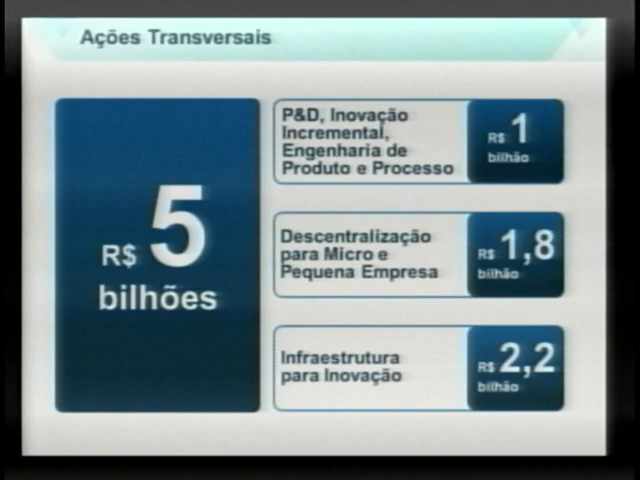 Ações Transversais
R$ 5
bilhões
P&D, Inovação
Incremental,
Engenharia de
Produto e Processo
R$ 1
bilhão
Descentralização
para Micro e
Pequena Empresa
R$ 1,8
bilhão
Infraestrutura
para Inovação
R$ 2,2
bilhão